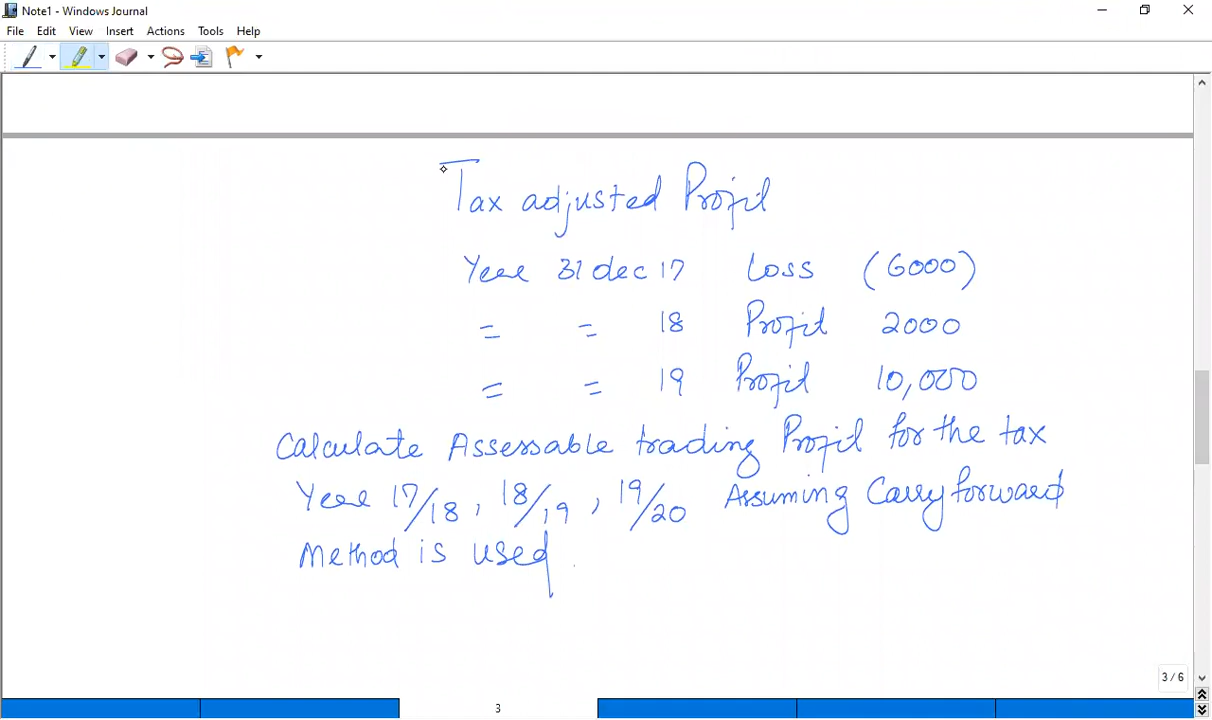 Note1 - Windows Journal
File Edit View Insert Actions Tools Help
Tax adjusted Profit
Year 31 dec 17 Loss (6000)
= = 18 Profit 2000
= = 19 Profit 10,000
Calculate Assessable trading Profit for the tax
Year 17/18, 18/19, 19/20 Assuming Carry forward
Method is used
3 / 6
3